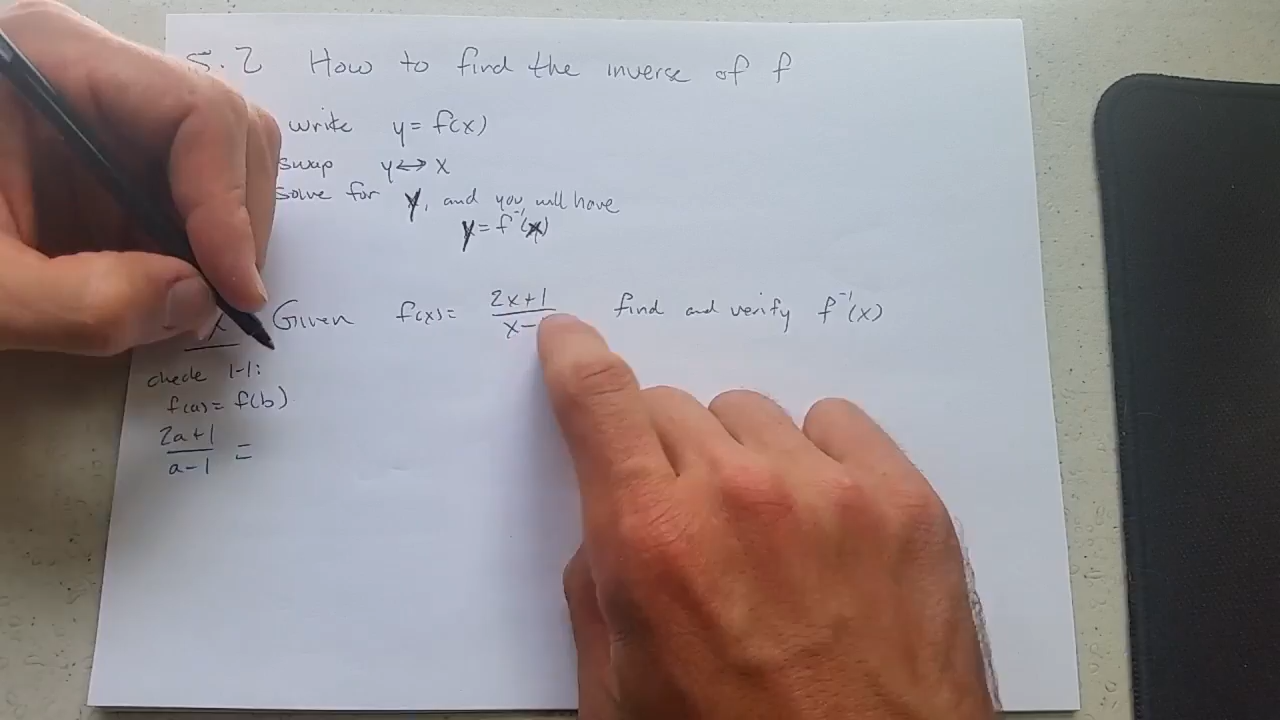 5.2 How to find the inverse of f
write y = f(x)
swap y ↔ x
solve for y, and you will have
y = f⁻¹(x)
Given f(x) = 2x+1 / x- find and verify f⁻¹(x)
check 1-1:
f(a) = f(b)
2a+1 / a-1 =